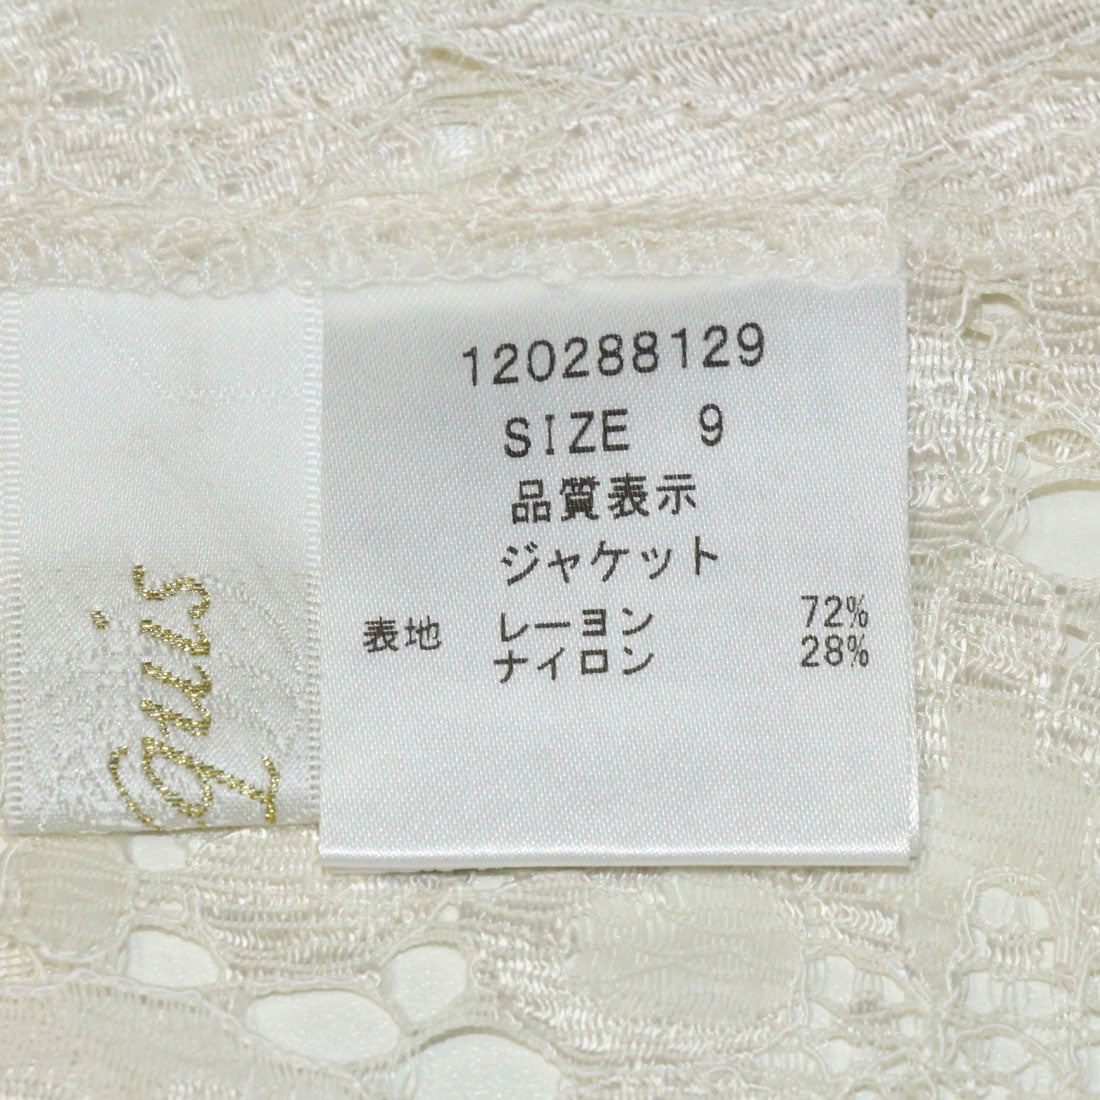 120288129
SIZE 9
品質表示
ジャケット
表地 レーヨン 72%
ナイロン 28%
guis